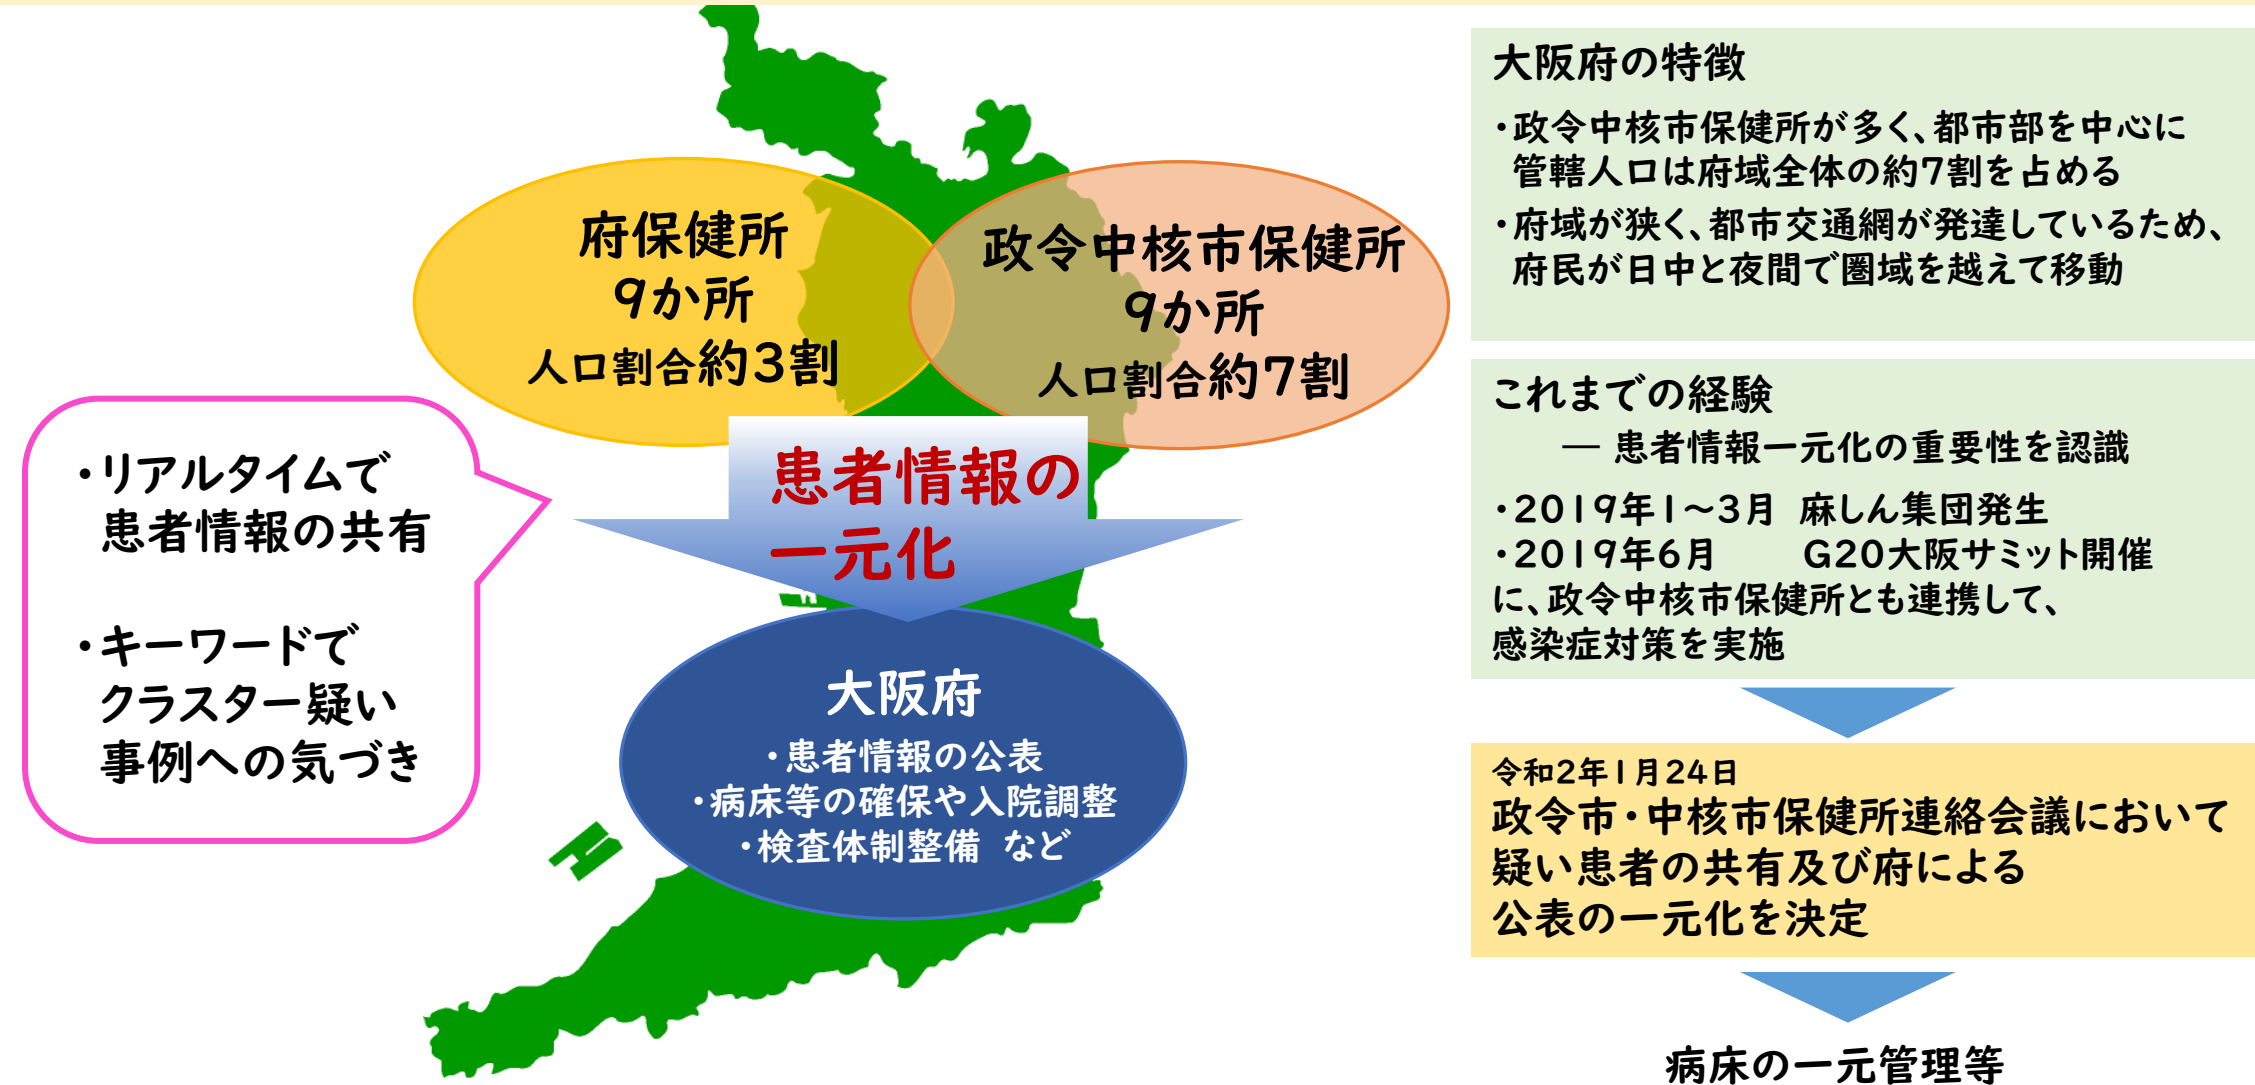 府保健所
9か所
人口割合約3割
政令中核市保健所
9か所
人口割合約7割
・リアルタイムで
患者情報の共有
・キーワードで
クラスター疑い
事例への気づき
患者情報の
一元化
大阪府
・患者情報の公表
・病床等の確保や入院調整
・検査体制整備 など
大阪府の特徴
・政令中核市保健所が多く、都市部を中心に
管轄人口は府域全体の約7割を占める
・府域が狭く、都市交通網が発達しているため、
府民が日中と夜間で圏域を越えて移動
これまでの経験
― 患者情報一元化の重要性を認識
・2019年1～3月 麻しん集団発生
・2019年6月 G20大阪サミット開催
に、政令中核市保健所とも連携して、
感染症対策を実施
令和2年1月24日
政令市・中核市保健所連絡会議において
疑い患者の共有及び府による
公表の一元化を決定
病床の一元管理等